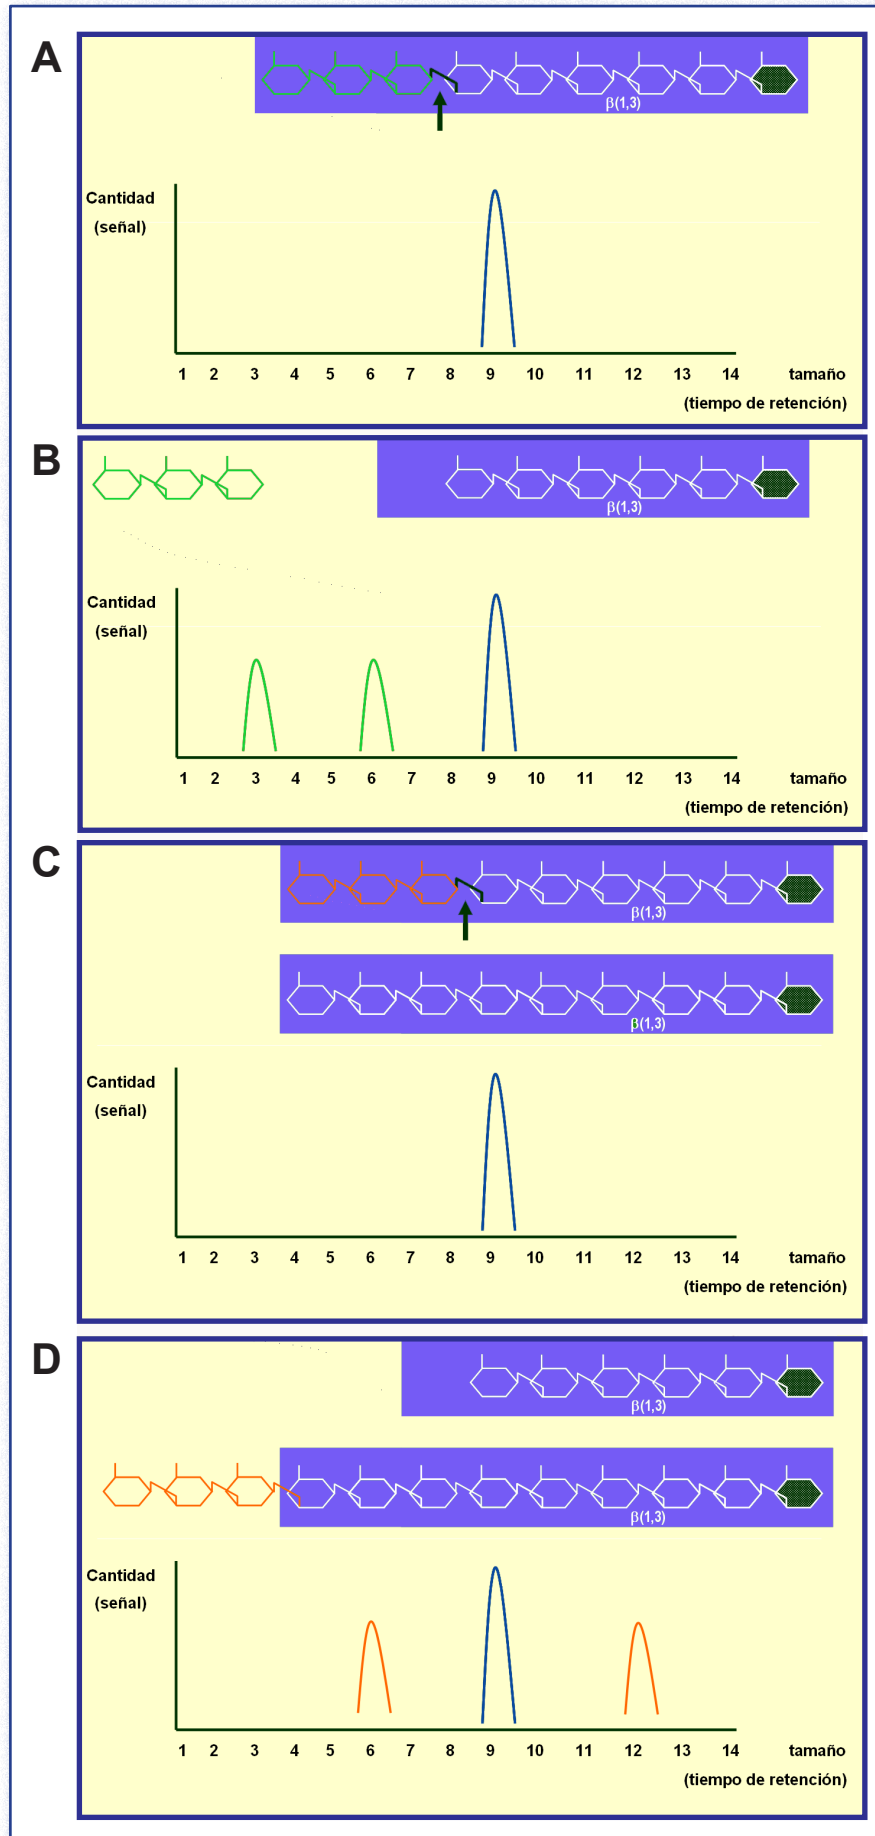 A
β(1,3)
Cantidad
(señal)
1 2 3 4 5 6 7 8 9 10 11 12 13 14 tamaño
(tiempo de retención)
B
β(1,3)
Cantidad
(señal)
1 2 3 4 5 6 7 8 9 10 11 12 13 14 tamaño
(tiempo de retención)
C
β(1,3)
β(1,3)
Cantidad
(señal)
1 2 3 4 5 6 7 8 9 10 11 12 13 14 tamaño
(tiempo de retención)
D
β(1,3)
β(1,3)
Cantidad
(señal)
1 2 3 4 5 6 7 8 9 10 11 12 13 14 tamaño
(tiempo de retención)